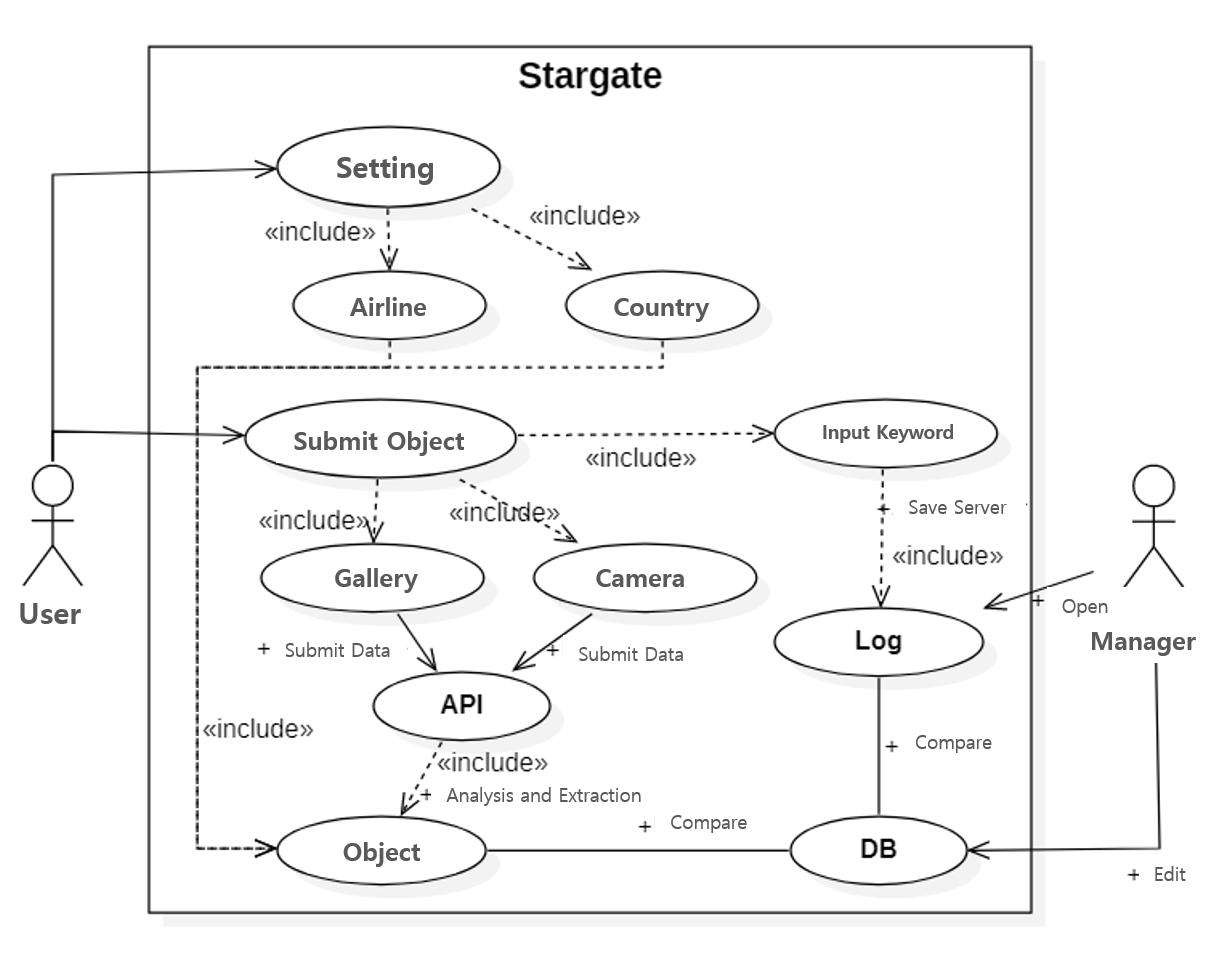 Stargate
Setting
«include»
«include»
Airline
Country
Submit Object
«include»
Input Keyword
«include»
«include»
+ Save Server
«include»
Gallery
Camera
User
+ Submit Data
+ Submit Data
Log
+ Open
Manager
API
«include»
«include»
+ Compare
+ Analysis and Extraction
+ Compare
Object
DB
+ Edit